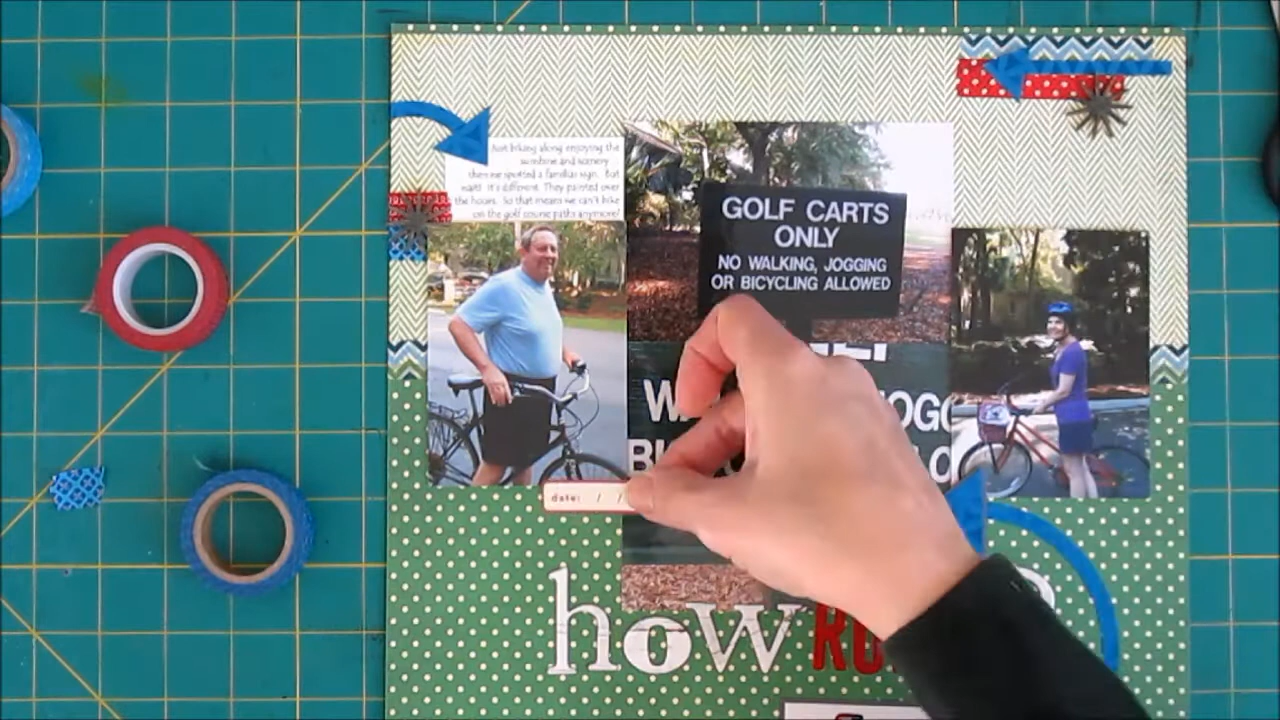 Just biking along enjoying the
sunshine and scenery
then we spotted a familiar sign. But
wait! It's different. They painted over
the hours. So that means we can't bike
on the golf course paths anymore!
GOLF CARTS
ONLY
NO WALKING, JOGGING
OR BICYCLING ALLOWED
date: / /
how